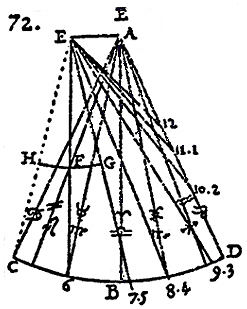 72.
E
E A
12
11.1
H F G
10.2
♋ ♌ ♉ ♍ ♈ ♎ ♓ ♏
C 6 B 7.5 8.4 9.3 D